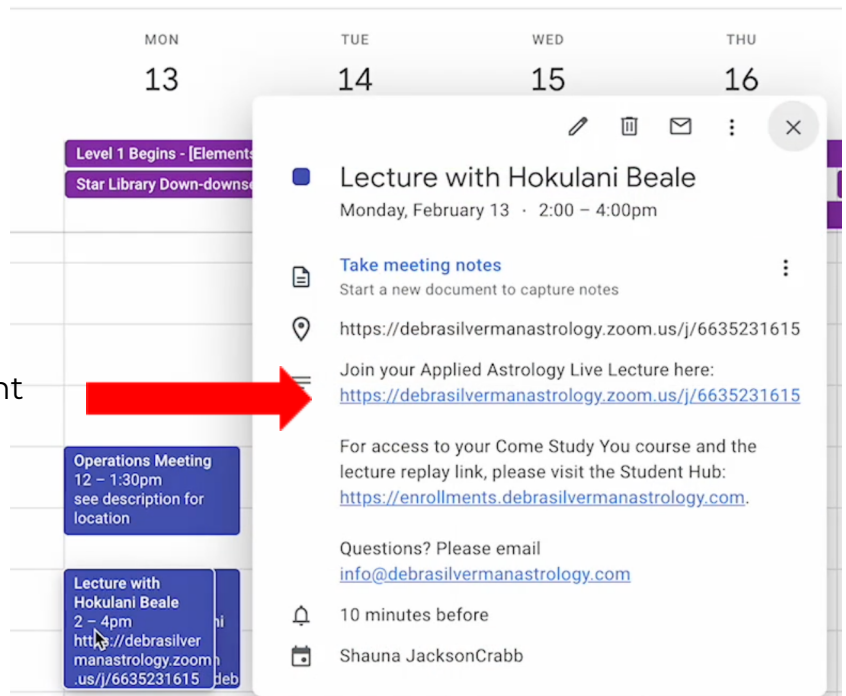 MON
TUE
WED
THU
13
14
15
16
Level 1 Begins - [Elements
Star Library Down-downs
Lecture with Hokulani Beale
Monday, February 13 · 2:00 – 4:00pm
Take meeting notes
Start a new document to capture notes
https://debrasilvermanastrology.zoom.us/j/6635231615
Join your Applied Astrology Live Lecture here:
https://debrasilvermanastrology.zoom.us/j/6635231615
For access to your Come Study You course and the
lecture replay link, please visit the Student Hub:
https://enrollments.debrasilvermanastrology.com.
Questions? Please email
info@debrasilvermanastrology.com
10 minutes before
Shauna JacksonCrabb
nt
Operations Meeting
12 – 1:30pm
see description for
location
Lecture with
Hokulani Beale
2 – 4pm
https://debrasilver
manastrology.zoom
.us/j/6635231615
deb